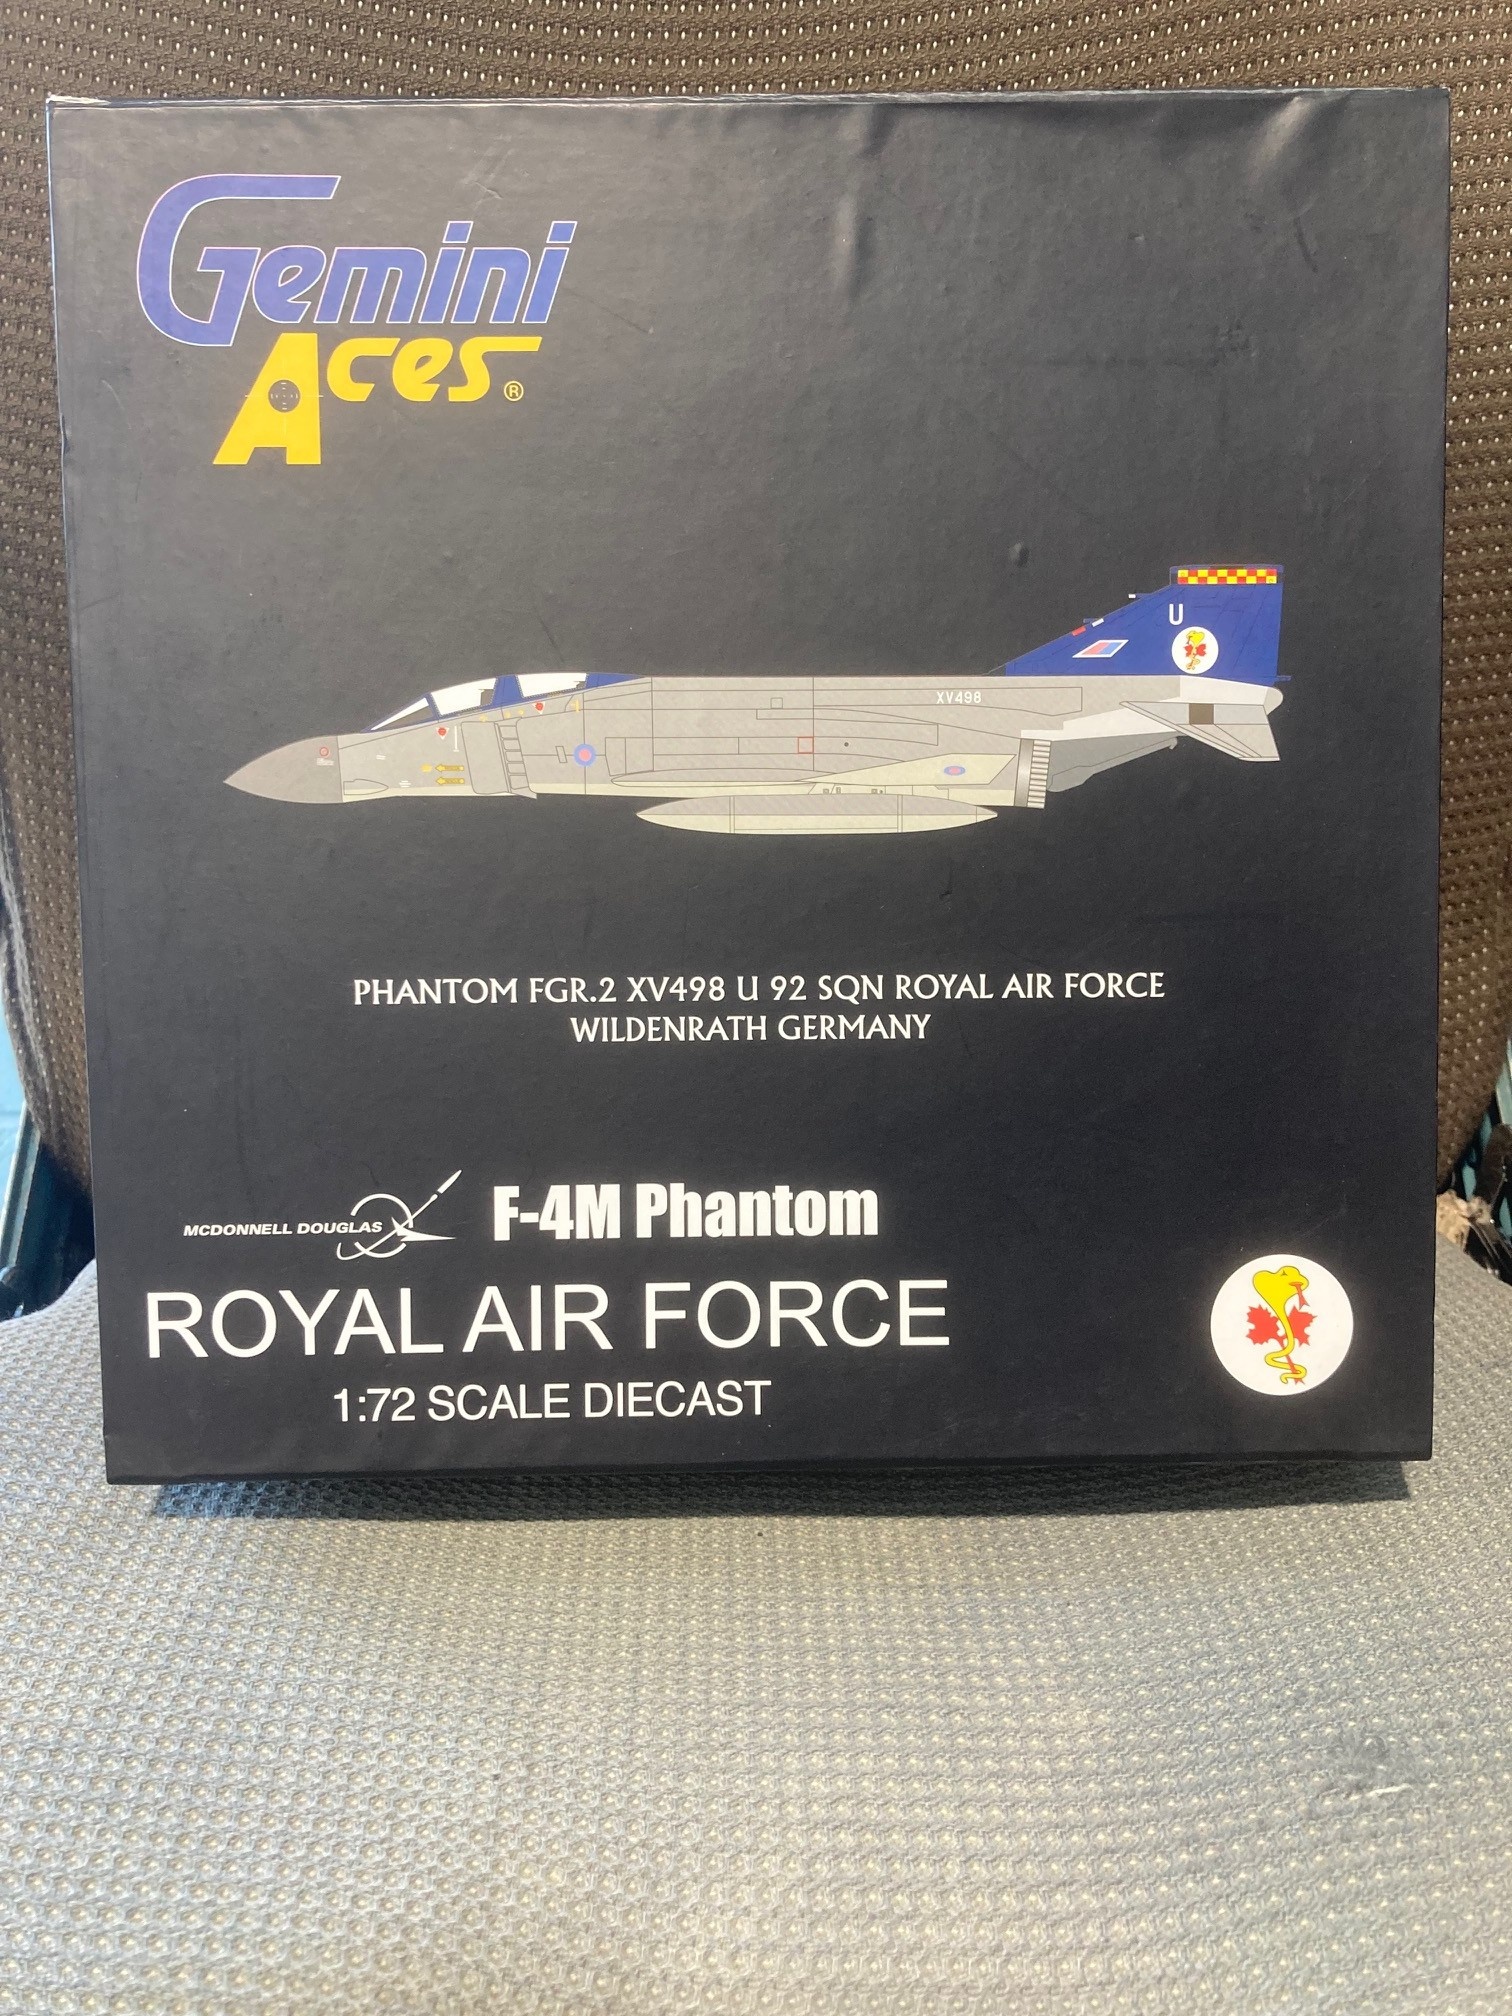 Gemini
Aces®
U
XV498
PHANTOM FGR.2 XV498 U 92 SQN ROYAL AIR FORCE
WILDENRATH GERMANY
MCDONNELL DOUGLAS F-4M Phantom
ROYAL AIR FORCE
1:72 SCALE DIECAST